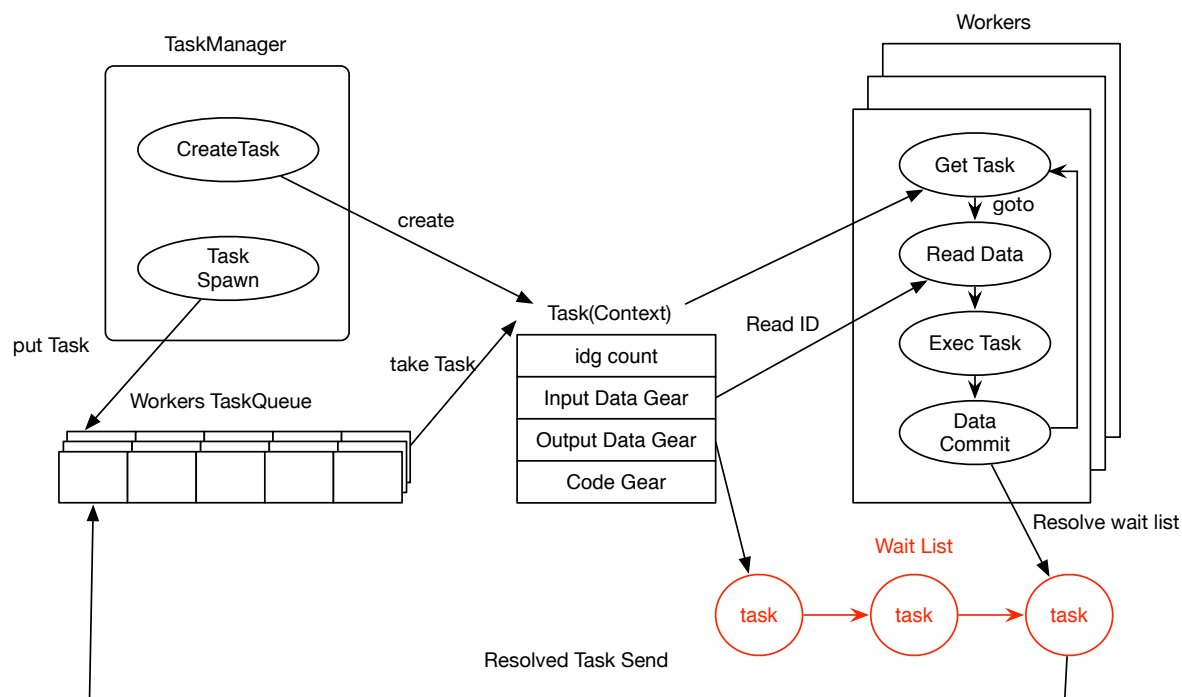 TaskManager
Workers
CreateTask
Get Task
goto
create
Task
Spawn
Read Data
Task(Context)
Read ID
put Task
Exec Task
take Task
idg count
Workers TaskQueue
Input Data Gear
Data
Commit
Output Data Gear
Code Gear
Resolve wait list
Wait List
task
task
task
Resolved Task Send